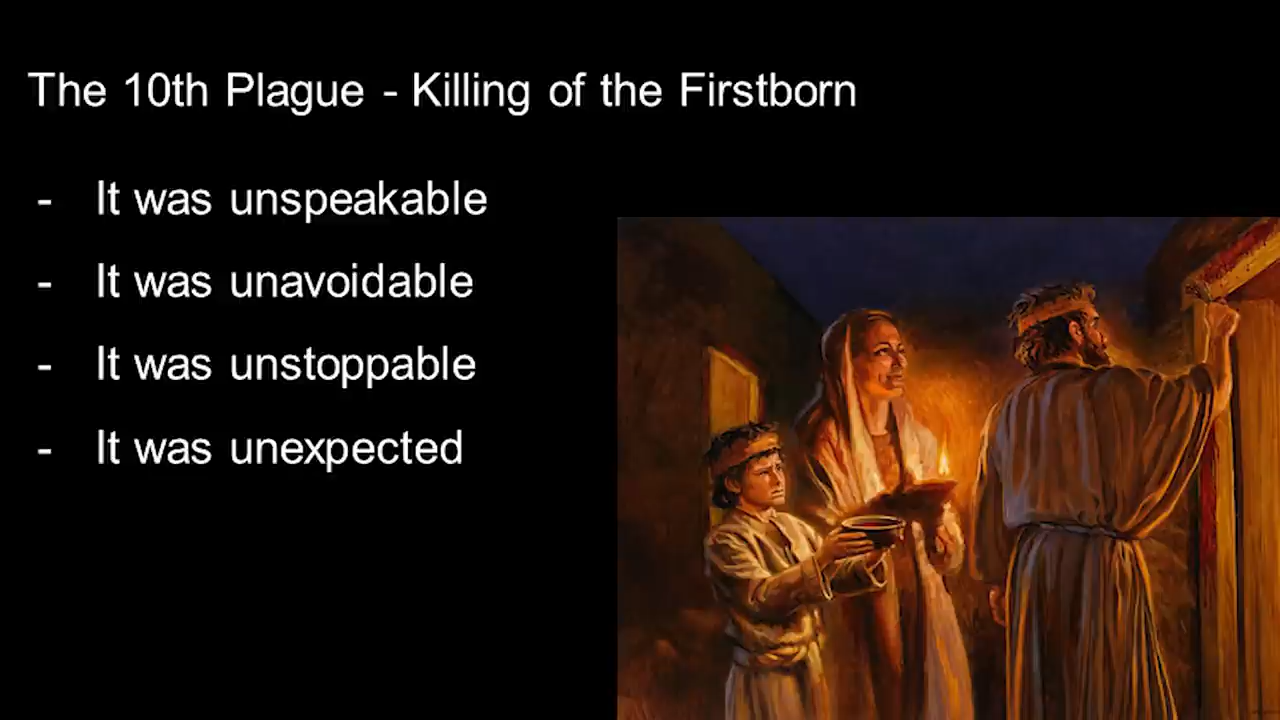 The 10th Plague - Killing of the Firstborn
- It was unspeakable
- It was unavoidable
- It was unstoppable
- It was unexpected